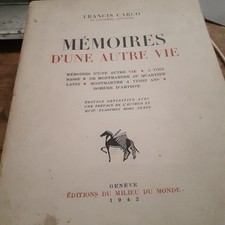 FRANCIS CARCO
MÉMOIRES
D'UNE AUTRE VIE
MÉMOIRES D'UNE AUTRE VIE
DE MONTMARTRE AU QUARTIER
LATIN ★ MONTMARTRE A VINGT ANS
BOHÈME D'ARTISTE
ÉDITION DÉFINITIVE AVEC
UNE PRÉFACE DE L'AUTEUR ET
HUIT PLANCHES HORS TEXTE
GENÈVE
ÉDITIONS DU MILIEU DU MONDE
1942